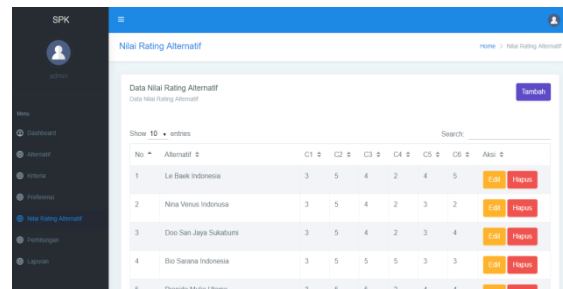 SPK
admin
Menu
Dashboard
Alternatif
Kriteria
Preferensi
Nilai Rating Alternatif
Perhitungan
Laporan
Nilai Rating Alternatif
Home > Nilai Rating Alternatif
Data Nilai Rating Alternatif
Data Nilai Rating Alternatif
Tambah
Show 10 entries
Search:
No Alternatif C1 C2 C3 C4 C5 C6 Aksi
1 Le Baek Indonesia 3 5 4 2 4 5 Edit Hapus
2 Nina Venus Indonusa 3 5 4 2 3 2 Edit Hapus
3 Doo San Jaya Sukabumi 3 5 4 2 3 4 Edit Hapus
4 Bio Sarana Indonesia 3 5 5 5 3 3 Edit Hapus